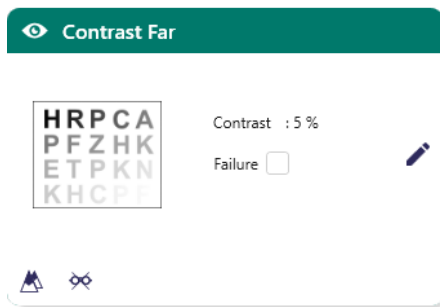 Contrast Far
HRPCA
PFZHK
ETPKN
KHCPF
Contrast : 5 %
Failure